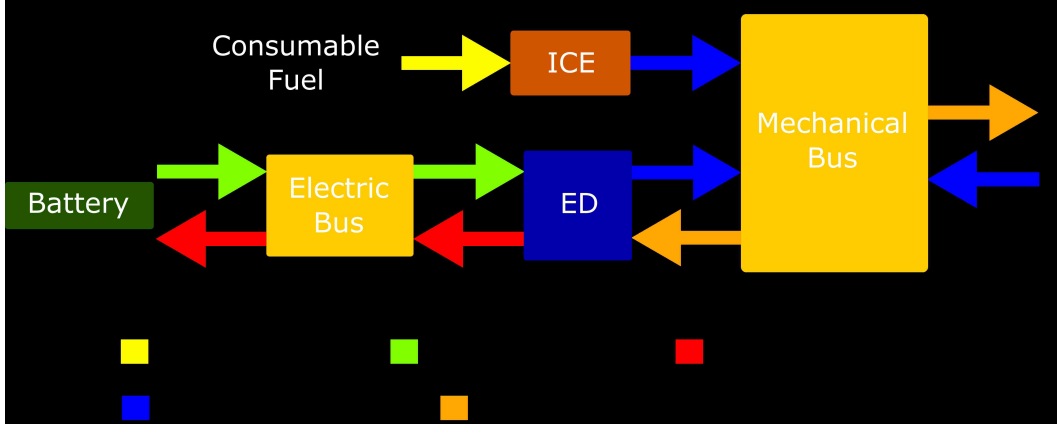 Consumable
Fuel
ICE
Mechanical
Bus
Electric
Bus
Battery
ED